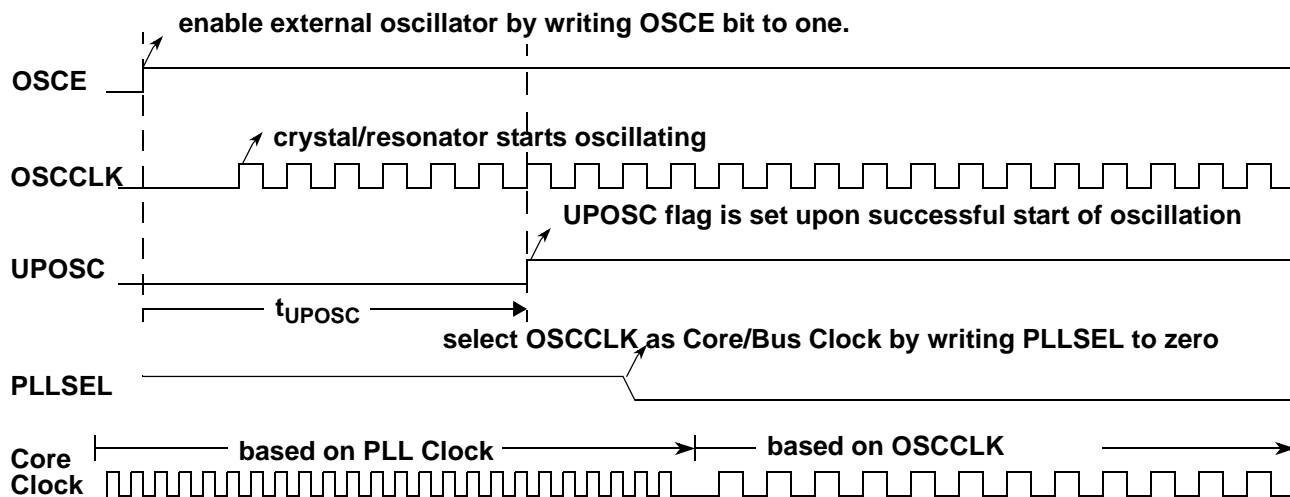 enable external oscillator by writing OSCE bit to one.
OSCE
crystal/resonator starts oscillating
OSCCLK
UPOSC flag is set upon successful start of oscillation
UPOSC
tUPOSC
select OSCCLK as Core/Bus Clock by writing PLLSEL to zero
PLLSEL
based on PLL Clock
based on OSCCLK
Core
Clock